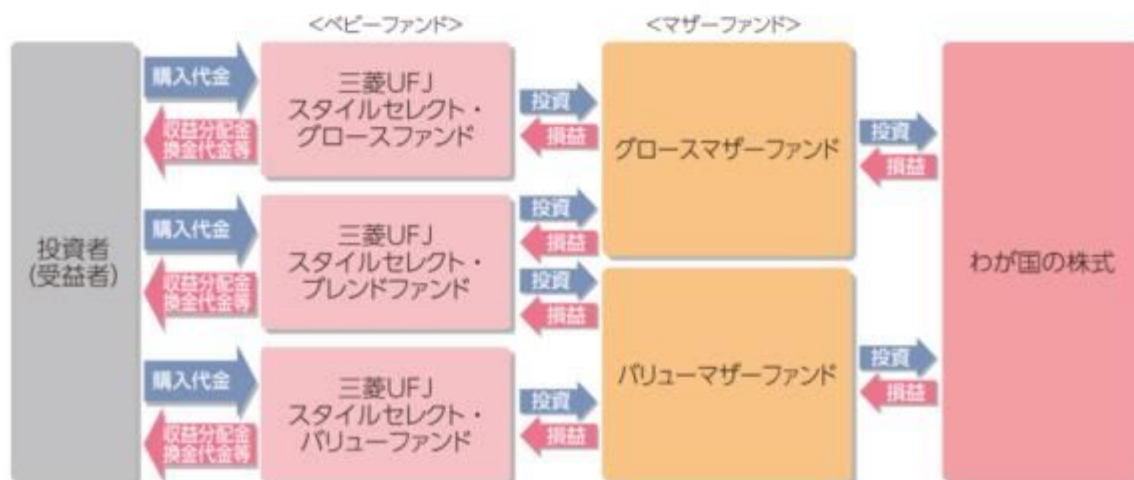 <ベビーファンド>
<マザーファンド>
投資者
(受益者)
購入代金
収益分配金
換金代金等
三菱UFJ
スタイルセレクト・
グロースファンド
投資
損益
購入代金
収益分配金
換金代金等
三菱UFJ
スタイルセレクト・
ブレンドファンド
投資
損益
投資
損益
購入代金
収益分配金
換金代金等
三菱UFJ
スタイルセレクト・
バリューファンド
投資
損益
グロースマザーファンド
投資
損益
バリューマザーファンド
投資
損益
わが国の株式